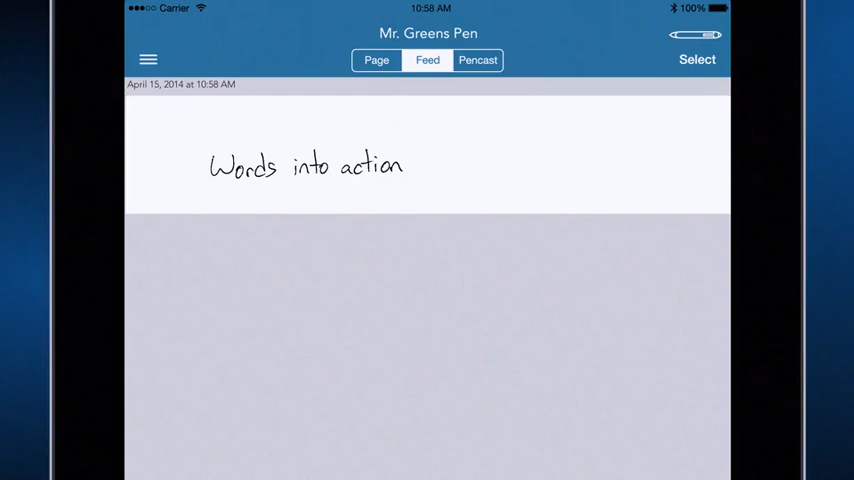 Carrier 10:58 AM 100%
Mr. Greens Pen
Page Feed Pencast Select
April 15, 2014 at 10:58 AM
Words into action